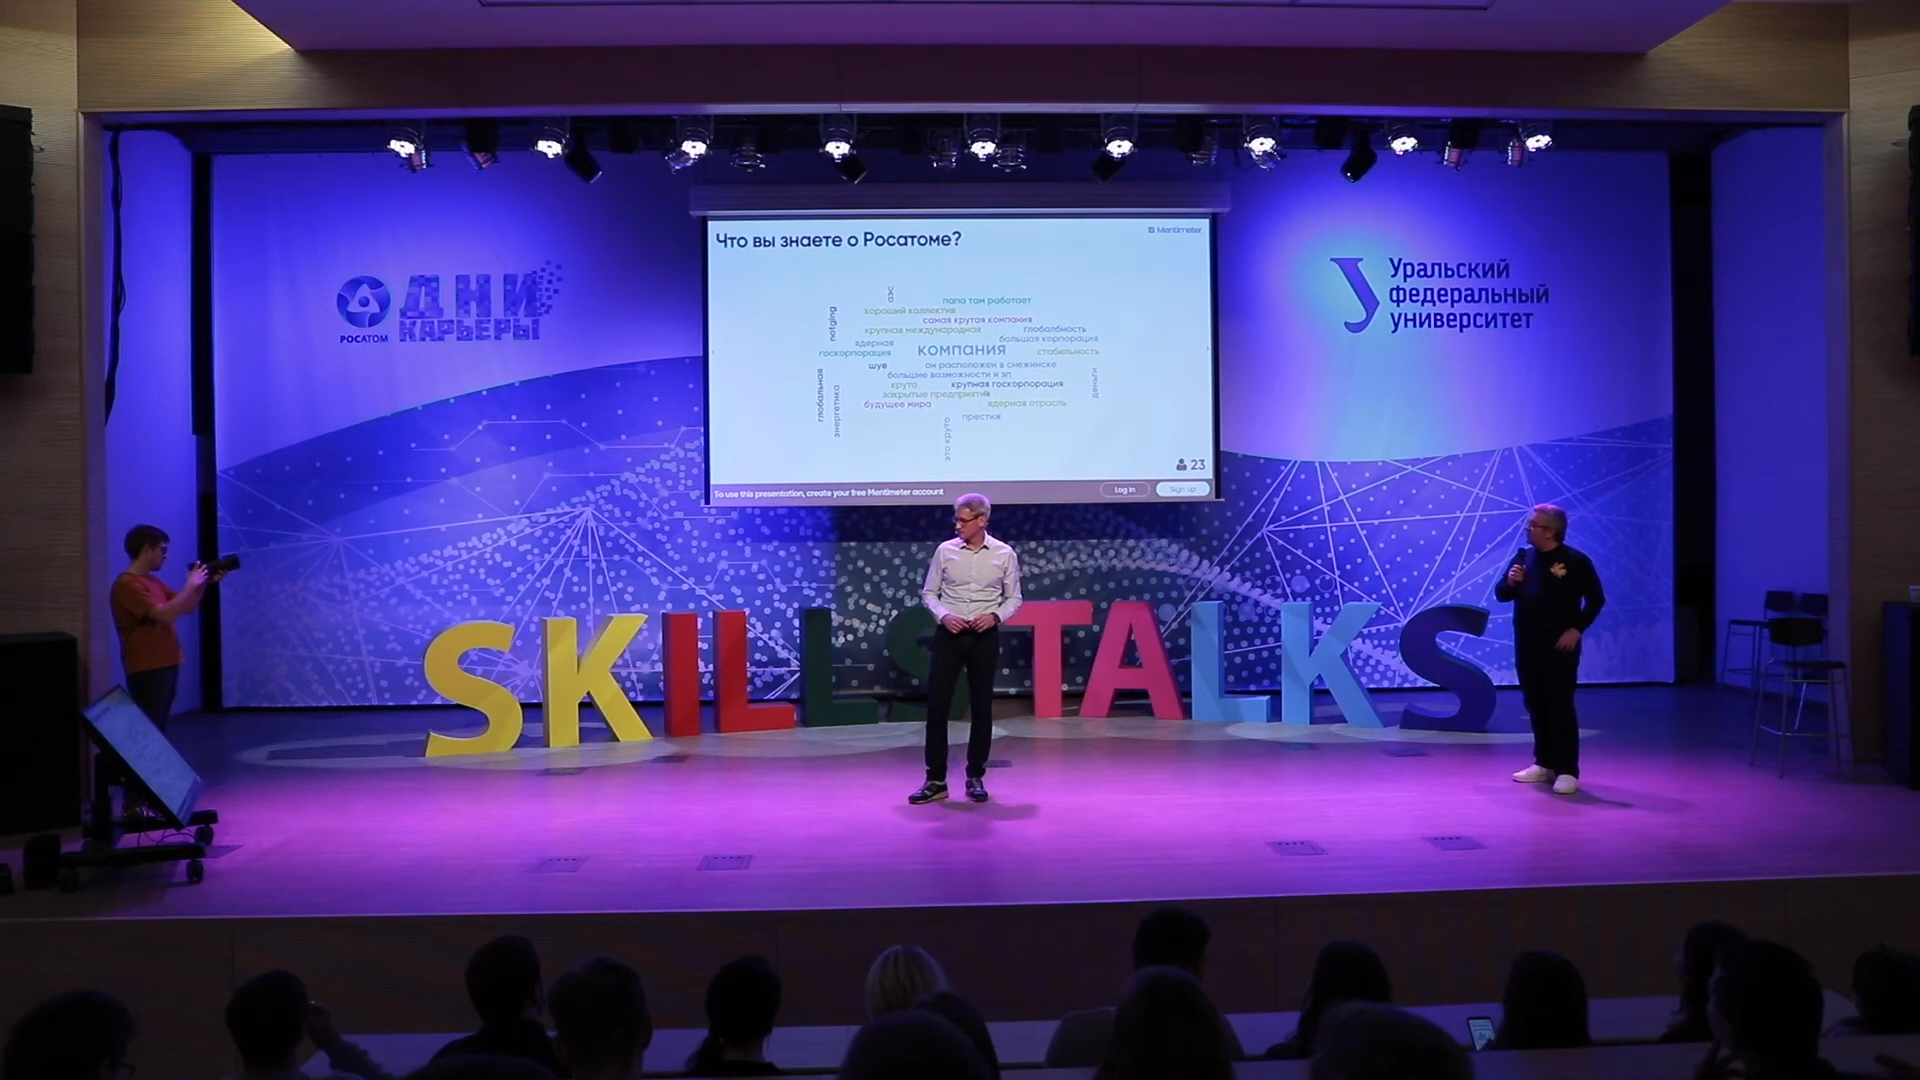 РОСАТОМ
ДНИ
КАРЬЕРЫ
Что вы знаете о Росатоме?
Mentimeter
аэс
папа там работает
notging
хороший коллектив
самая крутая компания
крупная международная
глобалбность
ядерная
большая корпорация
госкорпорация
компания
стабильность
шуе
он расположен в снежинске
глобальная
большие возможности и зп
деньги
энергетика
круто
крупная госкорпорация
закрытые предприятия
будущее мира
ядерная отрасль
престиж
это круто
23
To use this presentation, create your free Mentimeter account
Log in
Sign up
Уральский
федеральный
университет
SKILLS TALKS